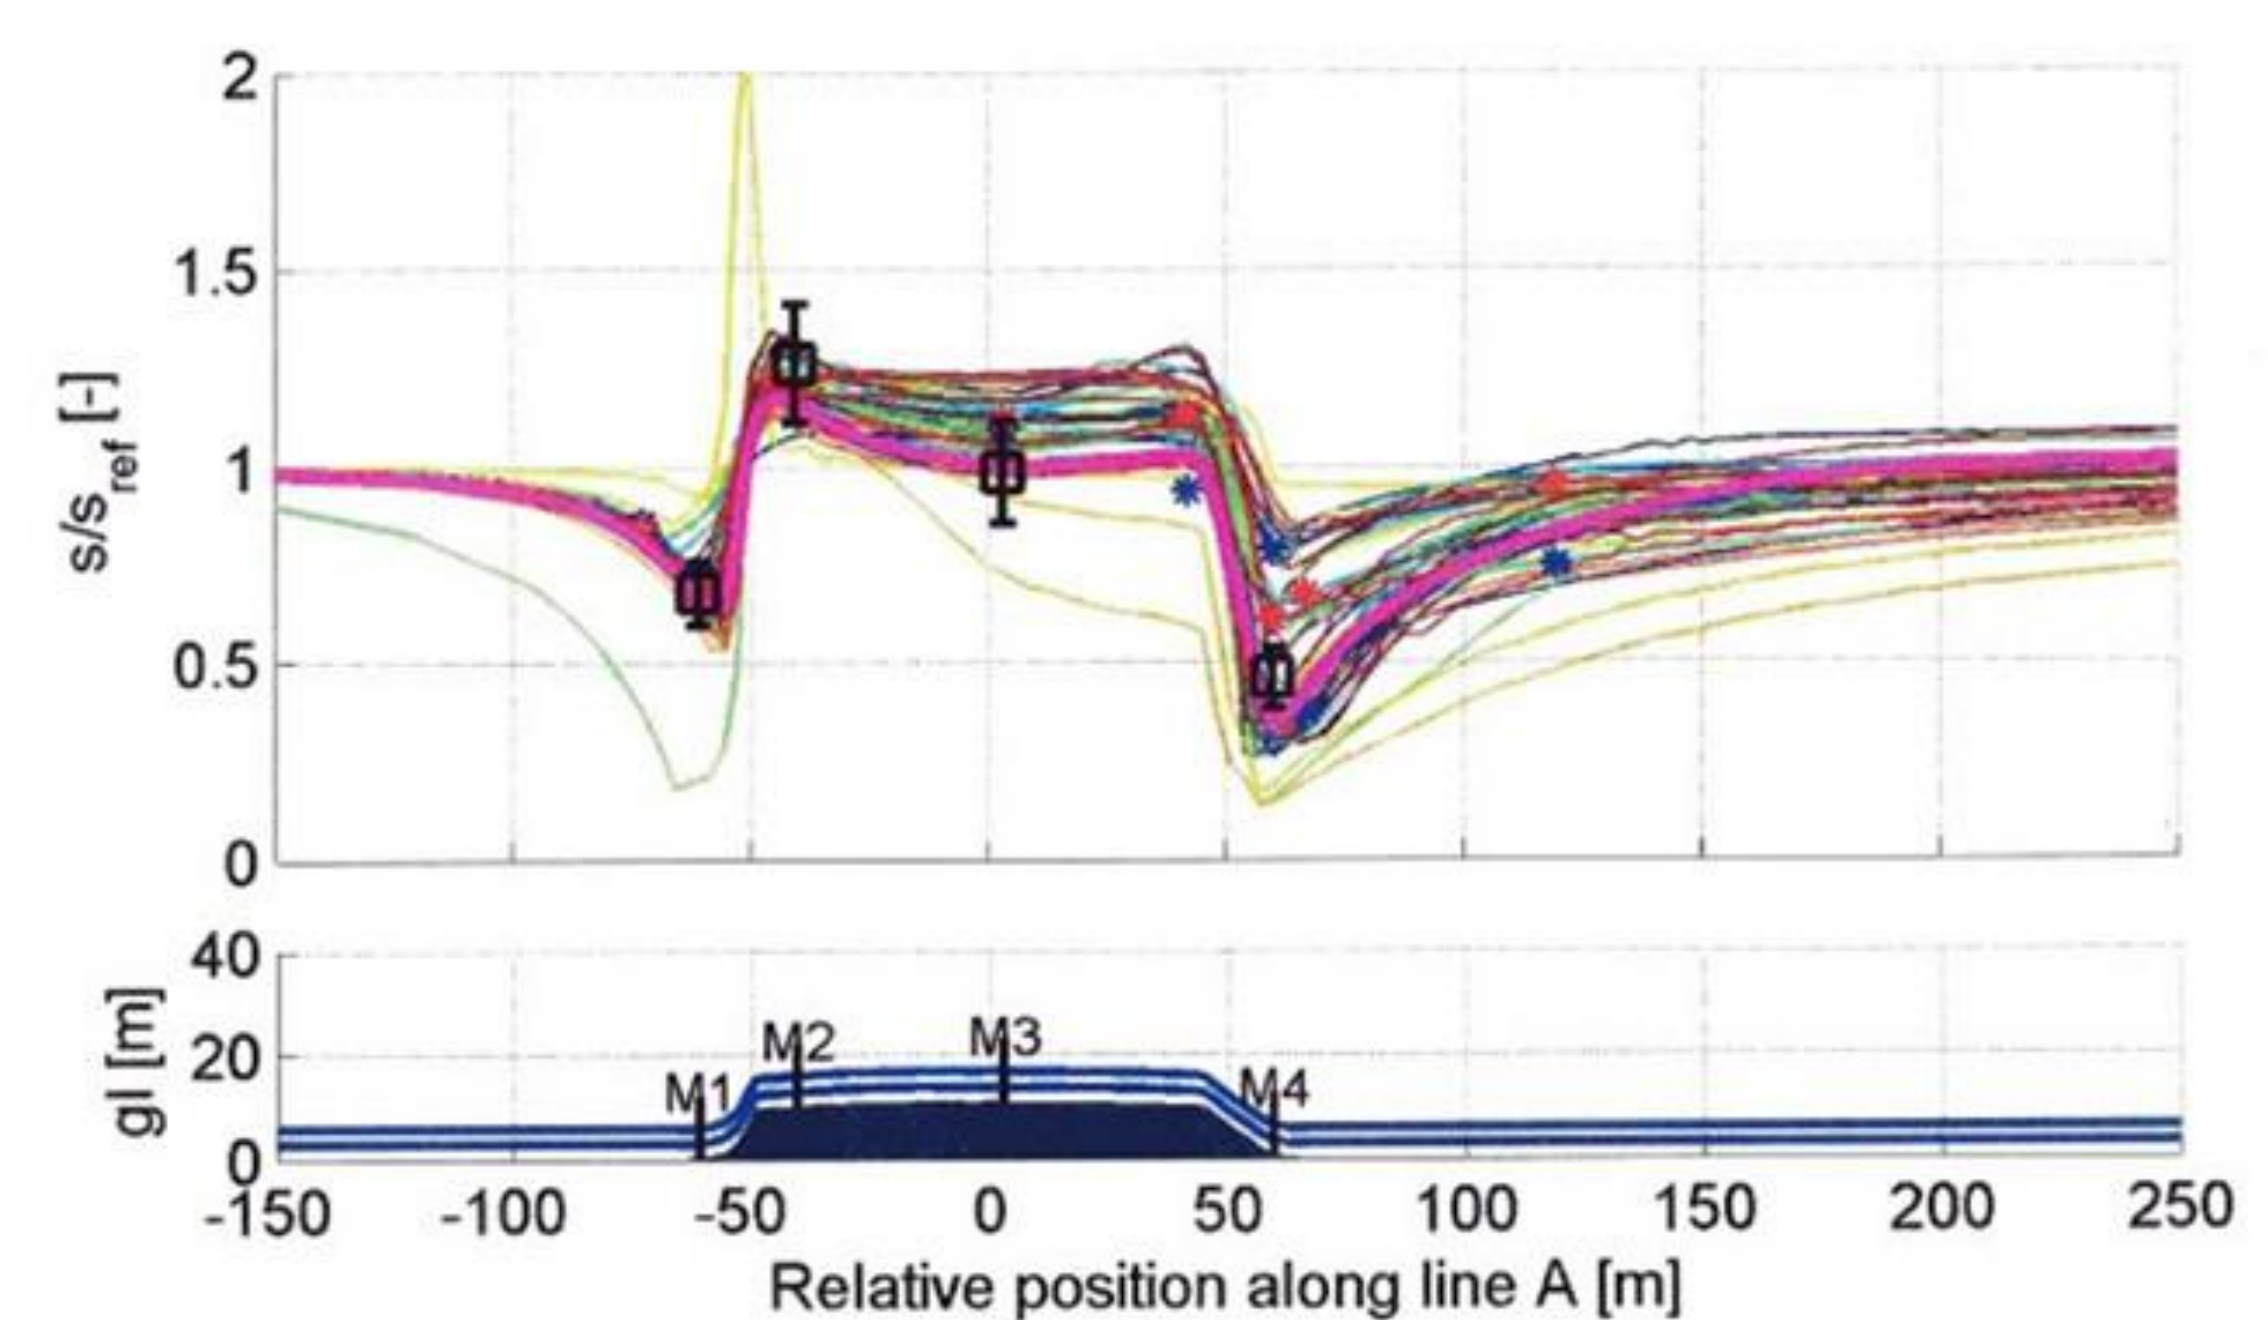 2
1.5
1
0.5
0
s/s_ref [-]
40
20
0
gl [m]
M1
M2
M3
M4
-150 -100 -50 0 50 100 150 200 250
Relative position along line A [m]